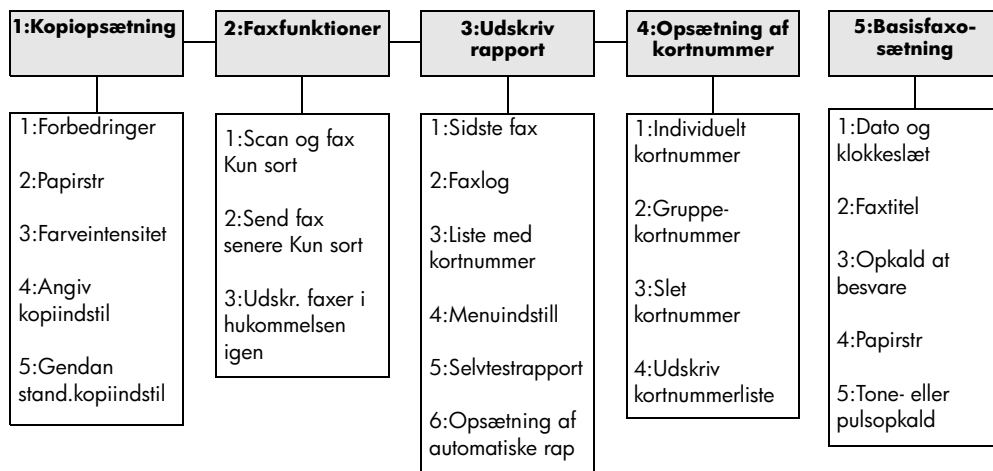 1:Kopiopsætning
1:Forbedringer
2:Papirstr
3:Farveintensitet
4:Angiv
kopiindstil
5:Gendan
stand.kopiindstil
2:Faxfunktioner
1:Scan og fax
Kun sort
2:Send fax
senere Kun sort
3:Udskr. faxer i
hukommelsen
igen
3:Udskriv
rapport
1:Sidste fax
2:Faxlog
3:Liste med
kortnummer
4:Menuindstill
5:Selvtestrapport
6:Opsætning af
automatiske rap
4:Opsætning af
kortnummer
1:Individuelt
kortnummer
2:Gruppe-
kortnummer
3:Slet
kortnummer
4:Udskriv
kortnummerliste
5:Basisfaxo-
sætning
1:Dato og
klokkeslæt
2:Faxtitel
3:Opkald at
besvare
4:Papirstr
5:Tone- eller
pulsopkald